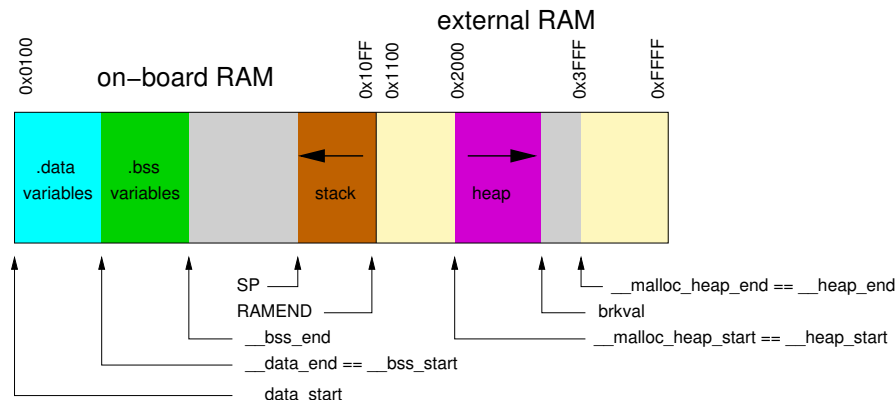 external RAM
on−board RAM
0x0100
0x10FF
0x1100
0x2000
0x3FFF
0xFFFF
.data
variables
.bss
variables
stack
heap
SP
RAMEND
__bss_end
__data_end == __bss_start
__data_start
__malloc_heap_end == __heap_end
brkval
__malloc_heap_start == __heap_start